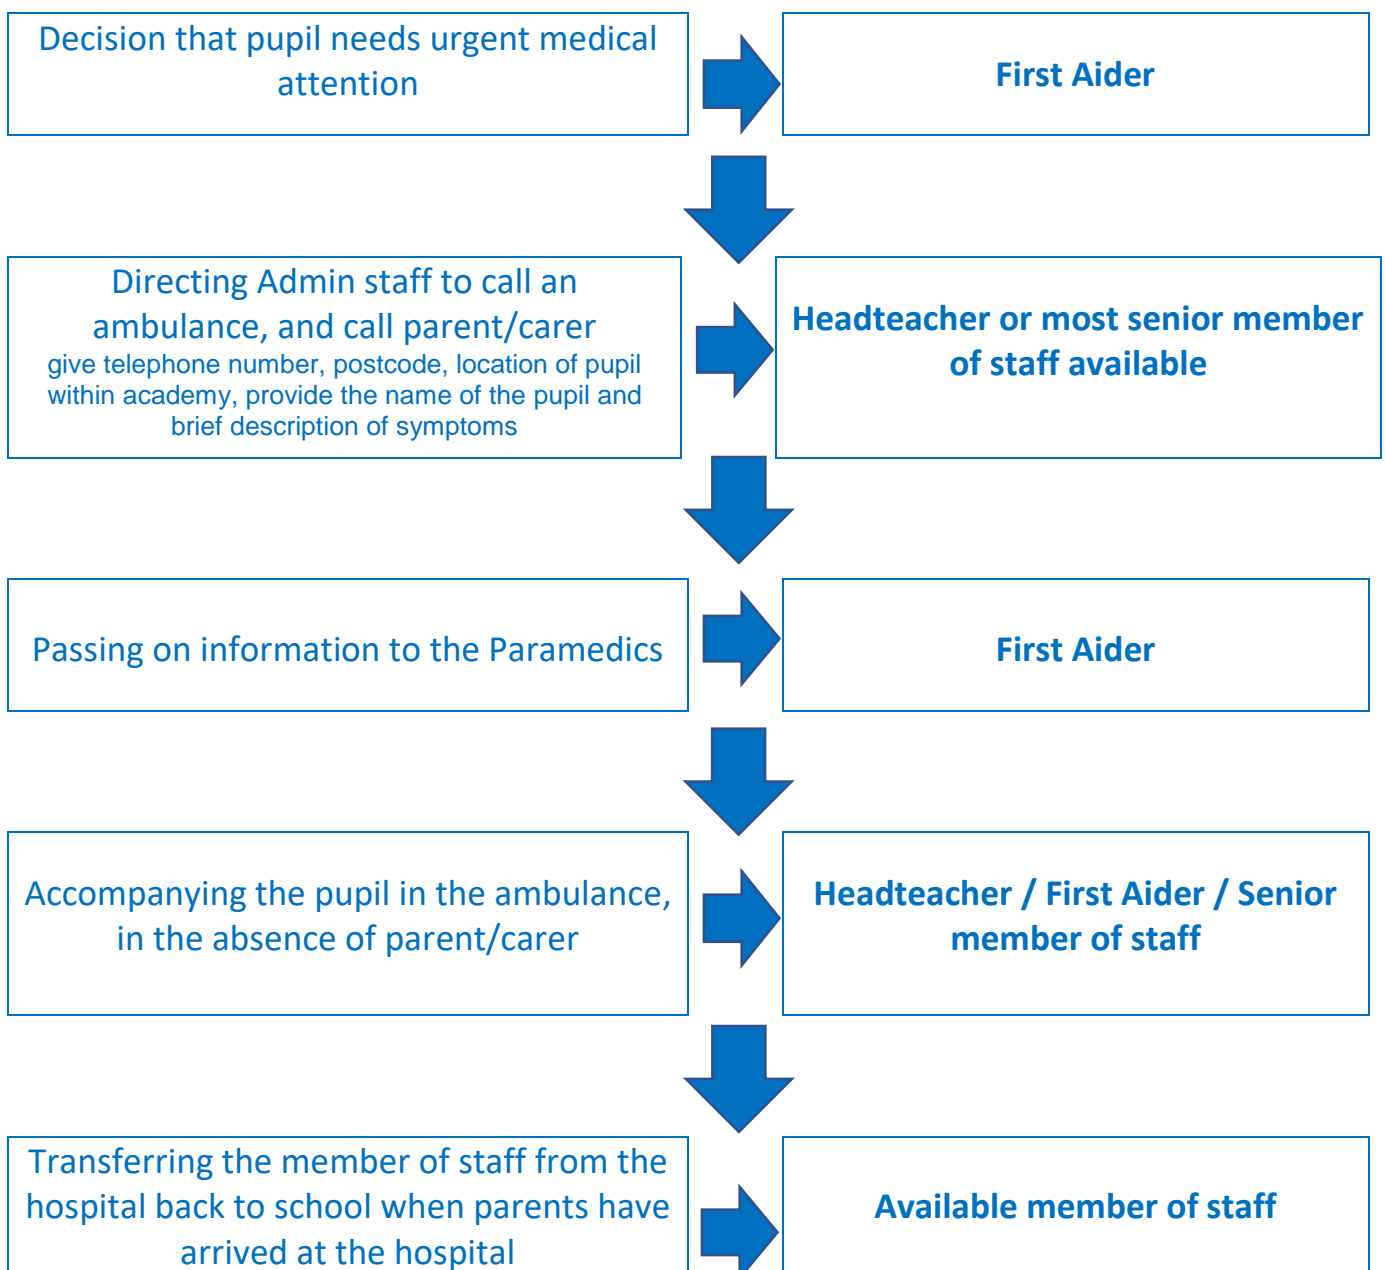 Decision that pupil needs urgent medical
attention
First Aider
Directing Admin staff to call an
ambulance, and call parent/carer
give telephone number, postcode, location of pupil
within academy, provide the name of the pupil and
brief description of symptoms
Headteacher or most senior member
of staff available
Passing on information to the Paramedics
First Aider
Accompanying the pupil in the ambulance,
in the absence of parent/carer
Headteacher / First Aider / Senior
member of staff
Transferring the member of staff from the
hospital back to school when parents have
arrived at the hospital
Available member of staff